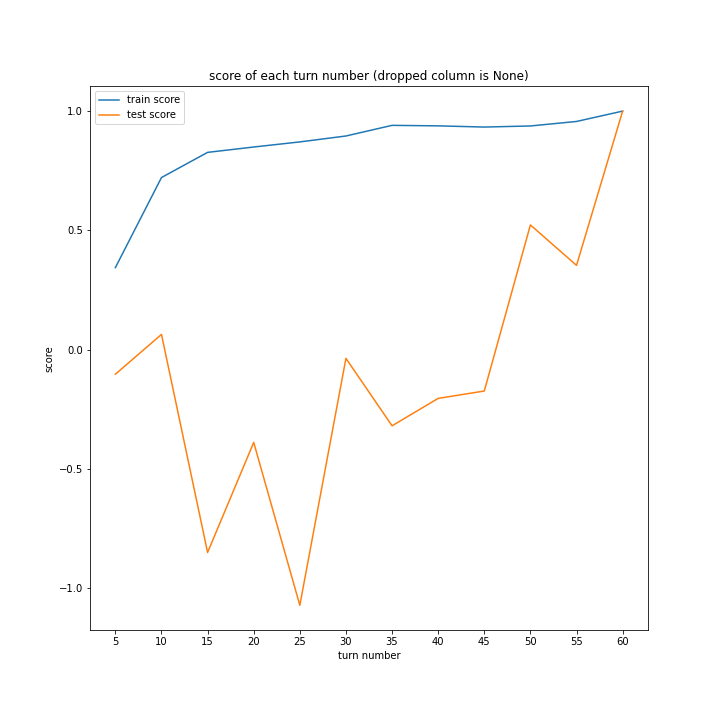 score of each turn number (dropped column is None)
train score
test score
1.0
0.5
0.0
−0.5
−1.0
score
5 10 15 20 25 30 35 40 45 50 55 60
turn number